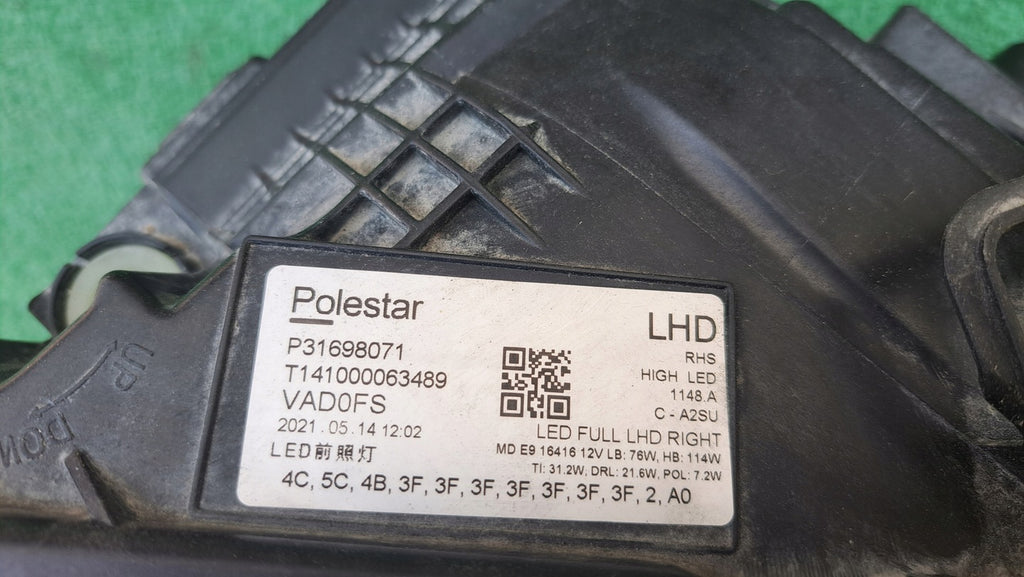 Polestar
P31698071
T141000063489
VAD0FS
2021.05.14 12:02
LED前照灯
LHD
RHS
HIGH LED
1148.A
C - A2SU
LED FULL LHD RIGHT
MD E9 16416 12V LB: 76W, HB: 114W
TI: 31.2W, DRL: 21.6W, POL: 7.2W
4C, 5C, 4B, 3F, 3F, 3F, 3F, 3F, 3F, 3F, 2, A0
UP
DOWN